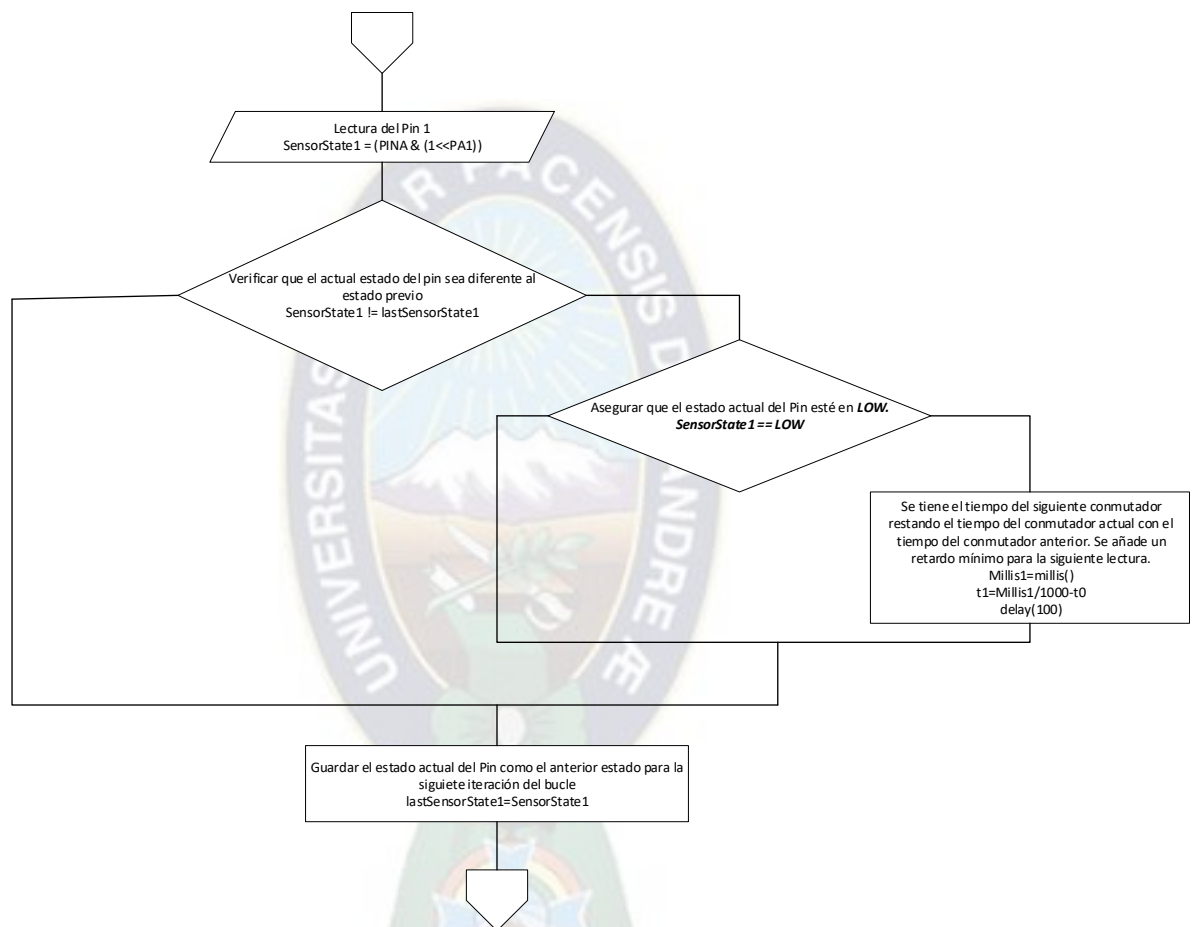 Lectura del Pin 1
SensorState1 = (PINA & (1<<PA1))
Verificar que el actual estado del pin sea diferente al
estado previo
SensorState1 != lastSensorState1
Asegurar que el estado actual del Pin esté en LOW.
SensorState1 == LOW
Se tiene el tiempo del siguiente conmutador
restando el tiempo del conmutador actual con el
tiempo del conmutador anterior. Se añade un
retardo mínimo para la siguiente lectura.
Millis1=millis()
t1=Millis1/1000-t0
delay(100)
Guardar el estado actual del Pin como el anterior estado para la
siguiete iteración del bucle
lastSensorState1=SensorState1
UNIVERSITAS
R PACENSIS D
ANDRE Æ